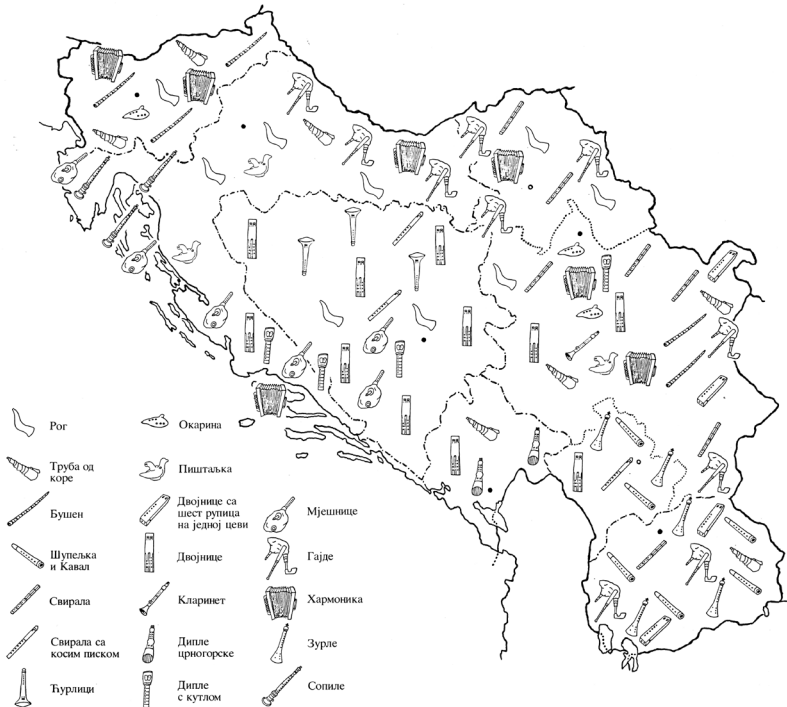 Рог
Труба од
коре
Бушен
Шупељка
и Кавал
Свирала
Свирала са
косим писком
Ћурлици
Окарина
Пиштаљка
Двојнице са
шест рупица
на једној цеви
Двојнице
Кларинет
Дипле
црногорске
Дипле
с кутлом
Мјешнице
Гајде
Хармоника
Зурле
Сопиле